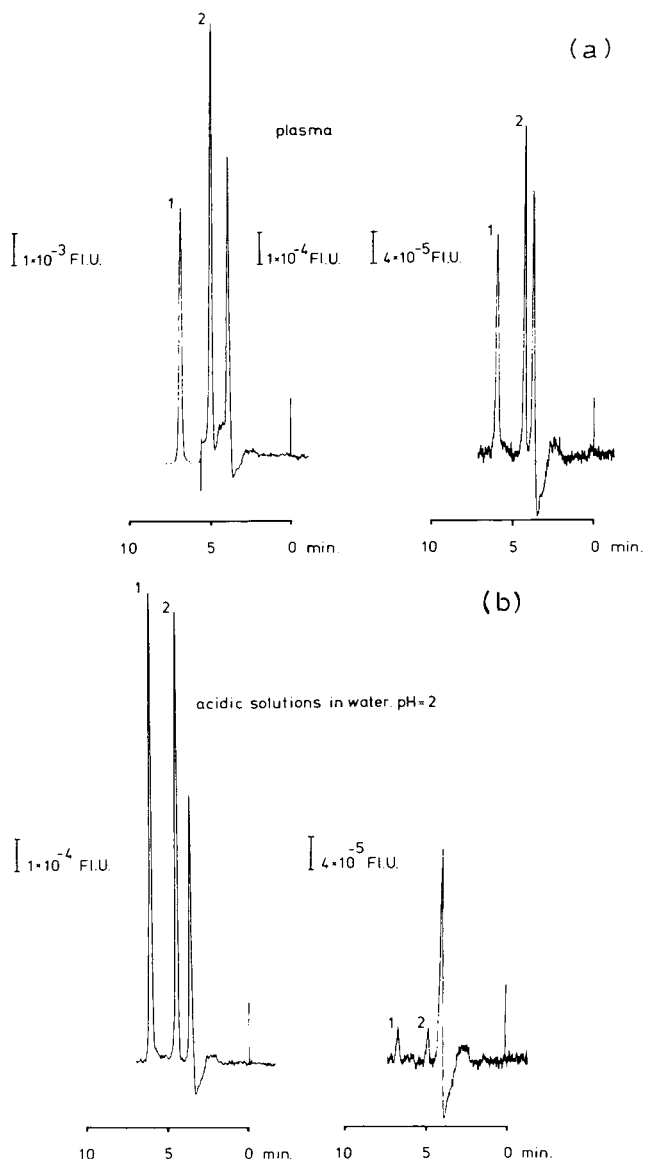 (a)
2
plasma
2
1
1
1×10⁻³ Fl.U.
1×10⁻⁴ Fl.U.
4×10⁻⁵ Fl.U.
10 5 0 min.
10 5 0 min.
(b)
1
2
acidic solutions in water. pH=2
1×10⁻⁴ Fl.U.
4×10⁻⁵ Fl.U.
1
2
10 5 0 min.
10 5 0 min.